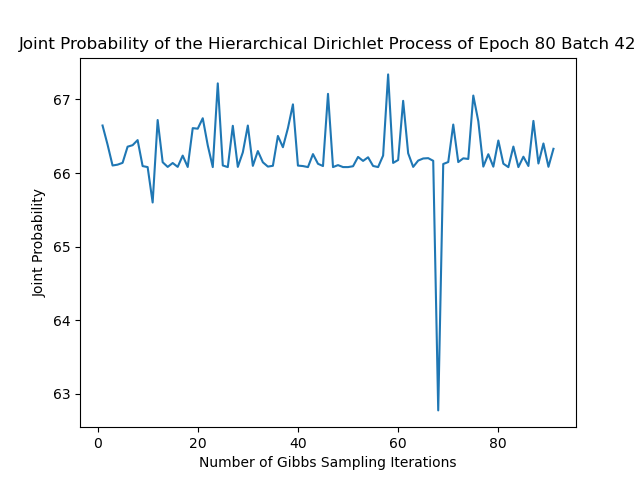 Joint Probability of the Hierarchical Dirichlet Process of Epoch 80 Batch 42
67
66
65
64
63
Joint Probability
0 20 40 60 80
Number of Gibbs Sampling Iterations